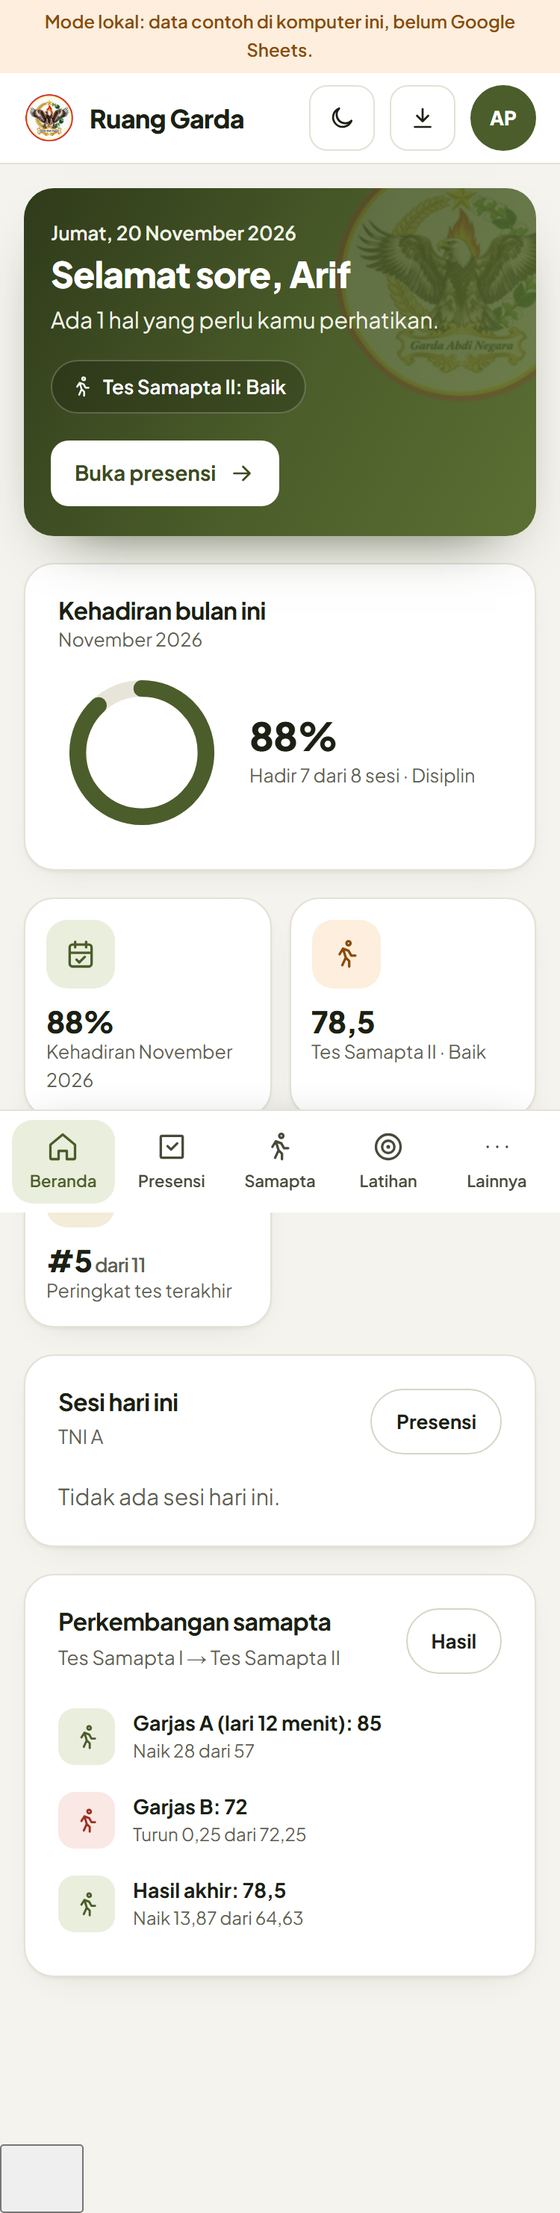 Mode lokal: data contoh di komputer ini, belum Google
Sheets.
Ruang Garda
AP
Jumat, 20 November 2026
Selamat sore, Arif
Ada 1 hal yang perlu kamu perhatikan.
Garda Abdi Negara
Tes Samapta II: Baik
Buka presensi →
Kehadiran bulan ini
November 2026
88%
Hadir 7 dari 8 sesi · Disiplin
88%
Kehadiran November
2026
78,5
Tes Samapta II · Baik
Beranda
Presensi
Samapta
Latihan
Lainnya
#5 dari 11
Peringkat tes terakhir
Sesi hari ini
TNI A
Presensi
Tidak ada sesi hari ini.
Perkembangan samapta
Tes Samapta I → Tes Samapta II
Hasil
Garjas A (lari 12 menit): 85
Naik 28 dari 57
Garjas B: 72
Turun 0,25 dari 72,25
Hasil akhir: 78,5
Naik 13,87 dari 64,63